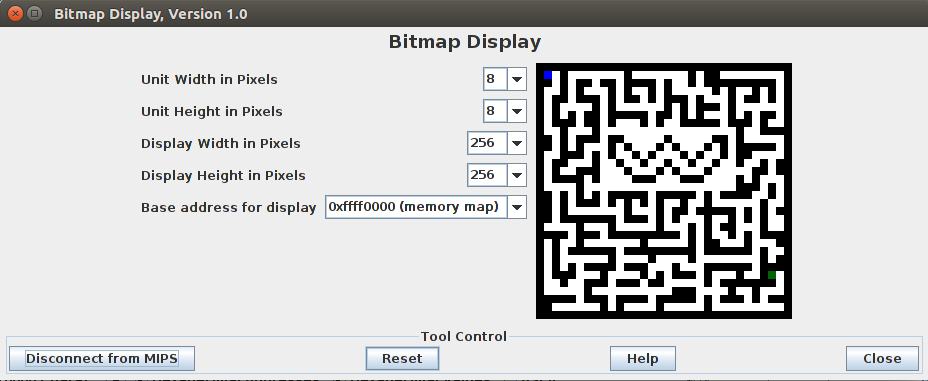 Bitmap Display, Version 1.0
Bitmap Display
Unit Width in Pixels 8
Unit Height in Pixels 8
Display Width in Pixels 256
Display Height in Pixels 256
Base address for display 0xffff0000 (memory map)
Tool Control
Disconnect from MIPS Reset Help Close